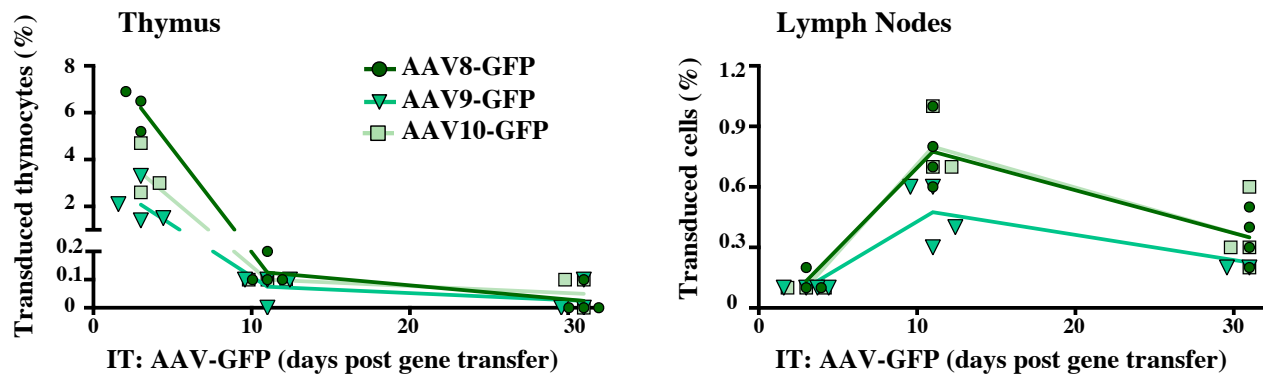 Thymus
Transduced thymocytes (%)
8
6
4
2
0.2
0.1
0
0
10
20
30
IT: AAV-GFP (days post gene transfer)
AAV8-GFP
AAV9-GFP
AAV10-GFP
Lymph Nodes
Transduced cells (%)
1.2
0.9
0.6
0.3
0
0
10
20
30
IT: AAV-GFP (days post gene transfer)